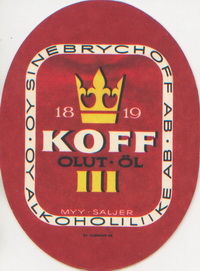 OY SINEBRYCHOFF AB
18 19
KOFF
OLUT · ÖL
III
MYY · SÄLJER
OY ALKOHOLILIIKE AB